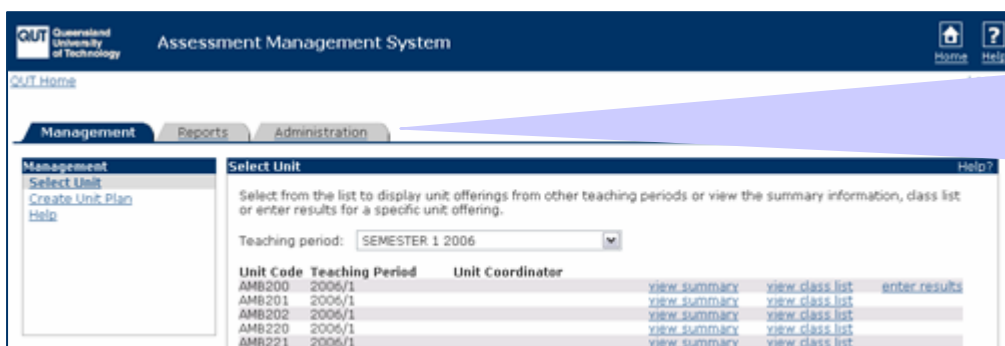 QUT Queensland University of Technology
Assessment Management System
Home Help
QUT Home
Management Reports Administration
Management
Select Unit
Create Unit Plan
Help
Select Unit Help?
Select from the list to display unit offerings from other teaching periods or view the summary information, class list
or enter results for a specific unit offering.
Teaching period: SEMESTER 1 2006
Unit Code Teaching Period Unit Coordinator
AMB200 2006/1 view summary view class list enter results
AMB201 2006/1 view summary view class list
AMB202 2006/1 view summary view class list
AMB220 2006/1 view summary view class list
AMB221 2006/1 view summary view class list